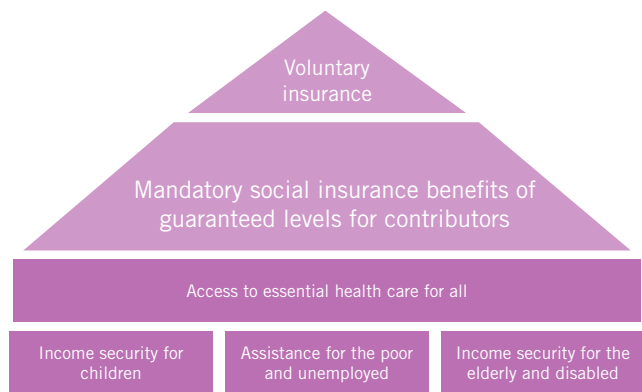 Voluntary
insurance
Mandatory social insurance benefits of
guaranteed levels for contributors
Access to essential health care for all
Income security for
children
Assistance for the poor
and unemployed
Income security for the
elderly and disabled